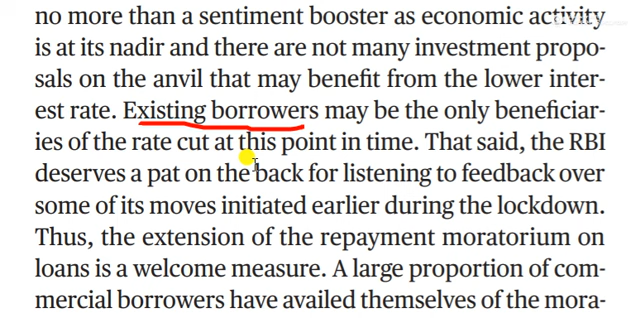 no more than a sentiment booster as economic activity
is at its nadir and there are not many investment propo-
sals on the anvil that may benefit from the lower inter-
est rate. Existing borrowers may be the only beneficiar-
ies of the rate cut at this point in time. That said, the RBI
deserves a pat on the back for listening to feedback over
some of its moves initiated earlier during the lockdown.
Thus, the extension of the repayment moratorium on
loans is a welcome measure. A large proportion of com-
mercial borrowers have availed themselves of the mora-